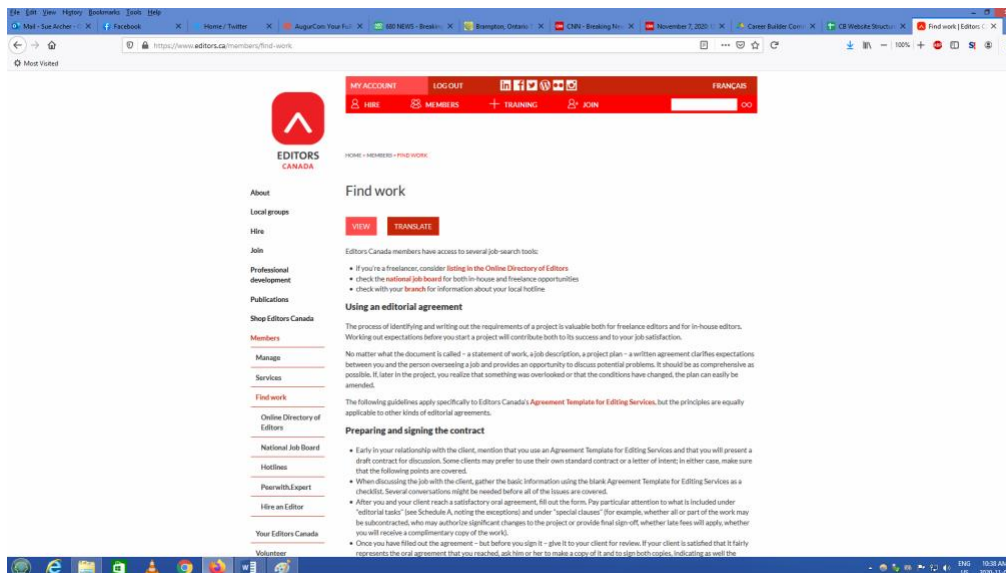 File Edit View History Bookmarks Tools Help
Mail - Sue Archer -
Facebook
Home / Twitter
AugurCom Your Full
680 NEWS - Breaking
Brampton, Ontario
CNN - Breaking New
November 7, 2020
Career Builder Com
CB Website Structur
Find work | Editors C
https://www.editors.ca/members/find-work
100%
Most Visited
MY ACCOUNT LOG OUT FRANÇAIS
HIRE MEMBERS TRAINING JOIN
EDITORS
CANADA
HOME » MEMBERS » FIND WORK
About
Local groups
Hire
Join
Professional
development
Publications
Shop Editors Canada
Members
Manage
Services
Find work
Online Directory of
Editors
National Job Board
Hotlines
Peerwith.Expert
Hire an Editor
Your Editors Canada
Volunteer
Find work
VIEW TRANSLATE
Editors Canada members have access to several job-search tools:
• If you're a freelancer, consider listing in the Online Directory of Editors
• check the national job board for both in-house and freelance opportunities
• check with your branch for information about your local hotline
Using an editorial agreement
The process of identifying and writing out the requirements of a project is valuable both for freelance editors and for in-house editors.
Working out expectations before you start a project will contribute both to its success and to your job satisfaction.
No matter what the document is called – a statement of work, a job description, a project plan – a written agreement clarifies expectations
between you and the person overseeing a job and provides an opportunity to discuss potential problems. It should be as comprehensive as
possible. If, later in the project, you realize that something was overlooked or that the conditions have changed, the plan can easily be
amended.
The following guidelines apply specifically to Editors Canada's Agreement Template for Editing Services, but the principles are equally
applicable to other kinds of editorial agreements.
Preparing and signing the contract
• Early in your relationship with the client, mention that you use an Agreement Template for Editing Services and that you will present a
draft contract for discussion. Some clients may prefer to use their own standard contract or a letter of intent; in either case, make sure
that the following points are covered.
• When discussing the job with the client, gather the basic information using the blank Agreement Template for Editing Services as a
checklist. Several conversations might be needed before all of the issues are covered.
• After you and your client reach a satisfactory oral agreement, fill out the form. Pay particular attention to what is included under
"editorial tasks" (see Schedule A, noting the exceptions) and under "special clauses" (for example, whether all or part of the work may
be subcontracted, who may authorize significant changes to the project or provide final sign-off, whether late fees will apply, whether
you will receive a complimentary copy of the work).
• Once you have filled out the agreement – but before you sign it – give it to your client for review. If your client is satisfied that it fairly
represents the oral agreement that you reached, ask him or her to make a copy of it and to sign both copies, indicating as well the
ENG 10:38 AM
US